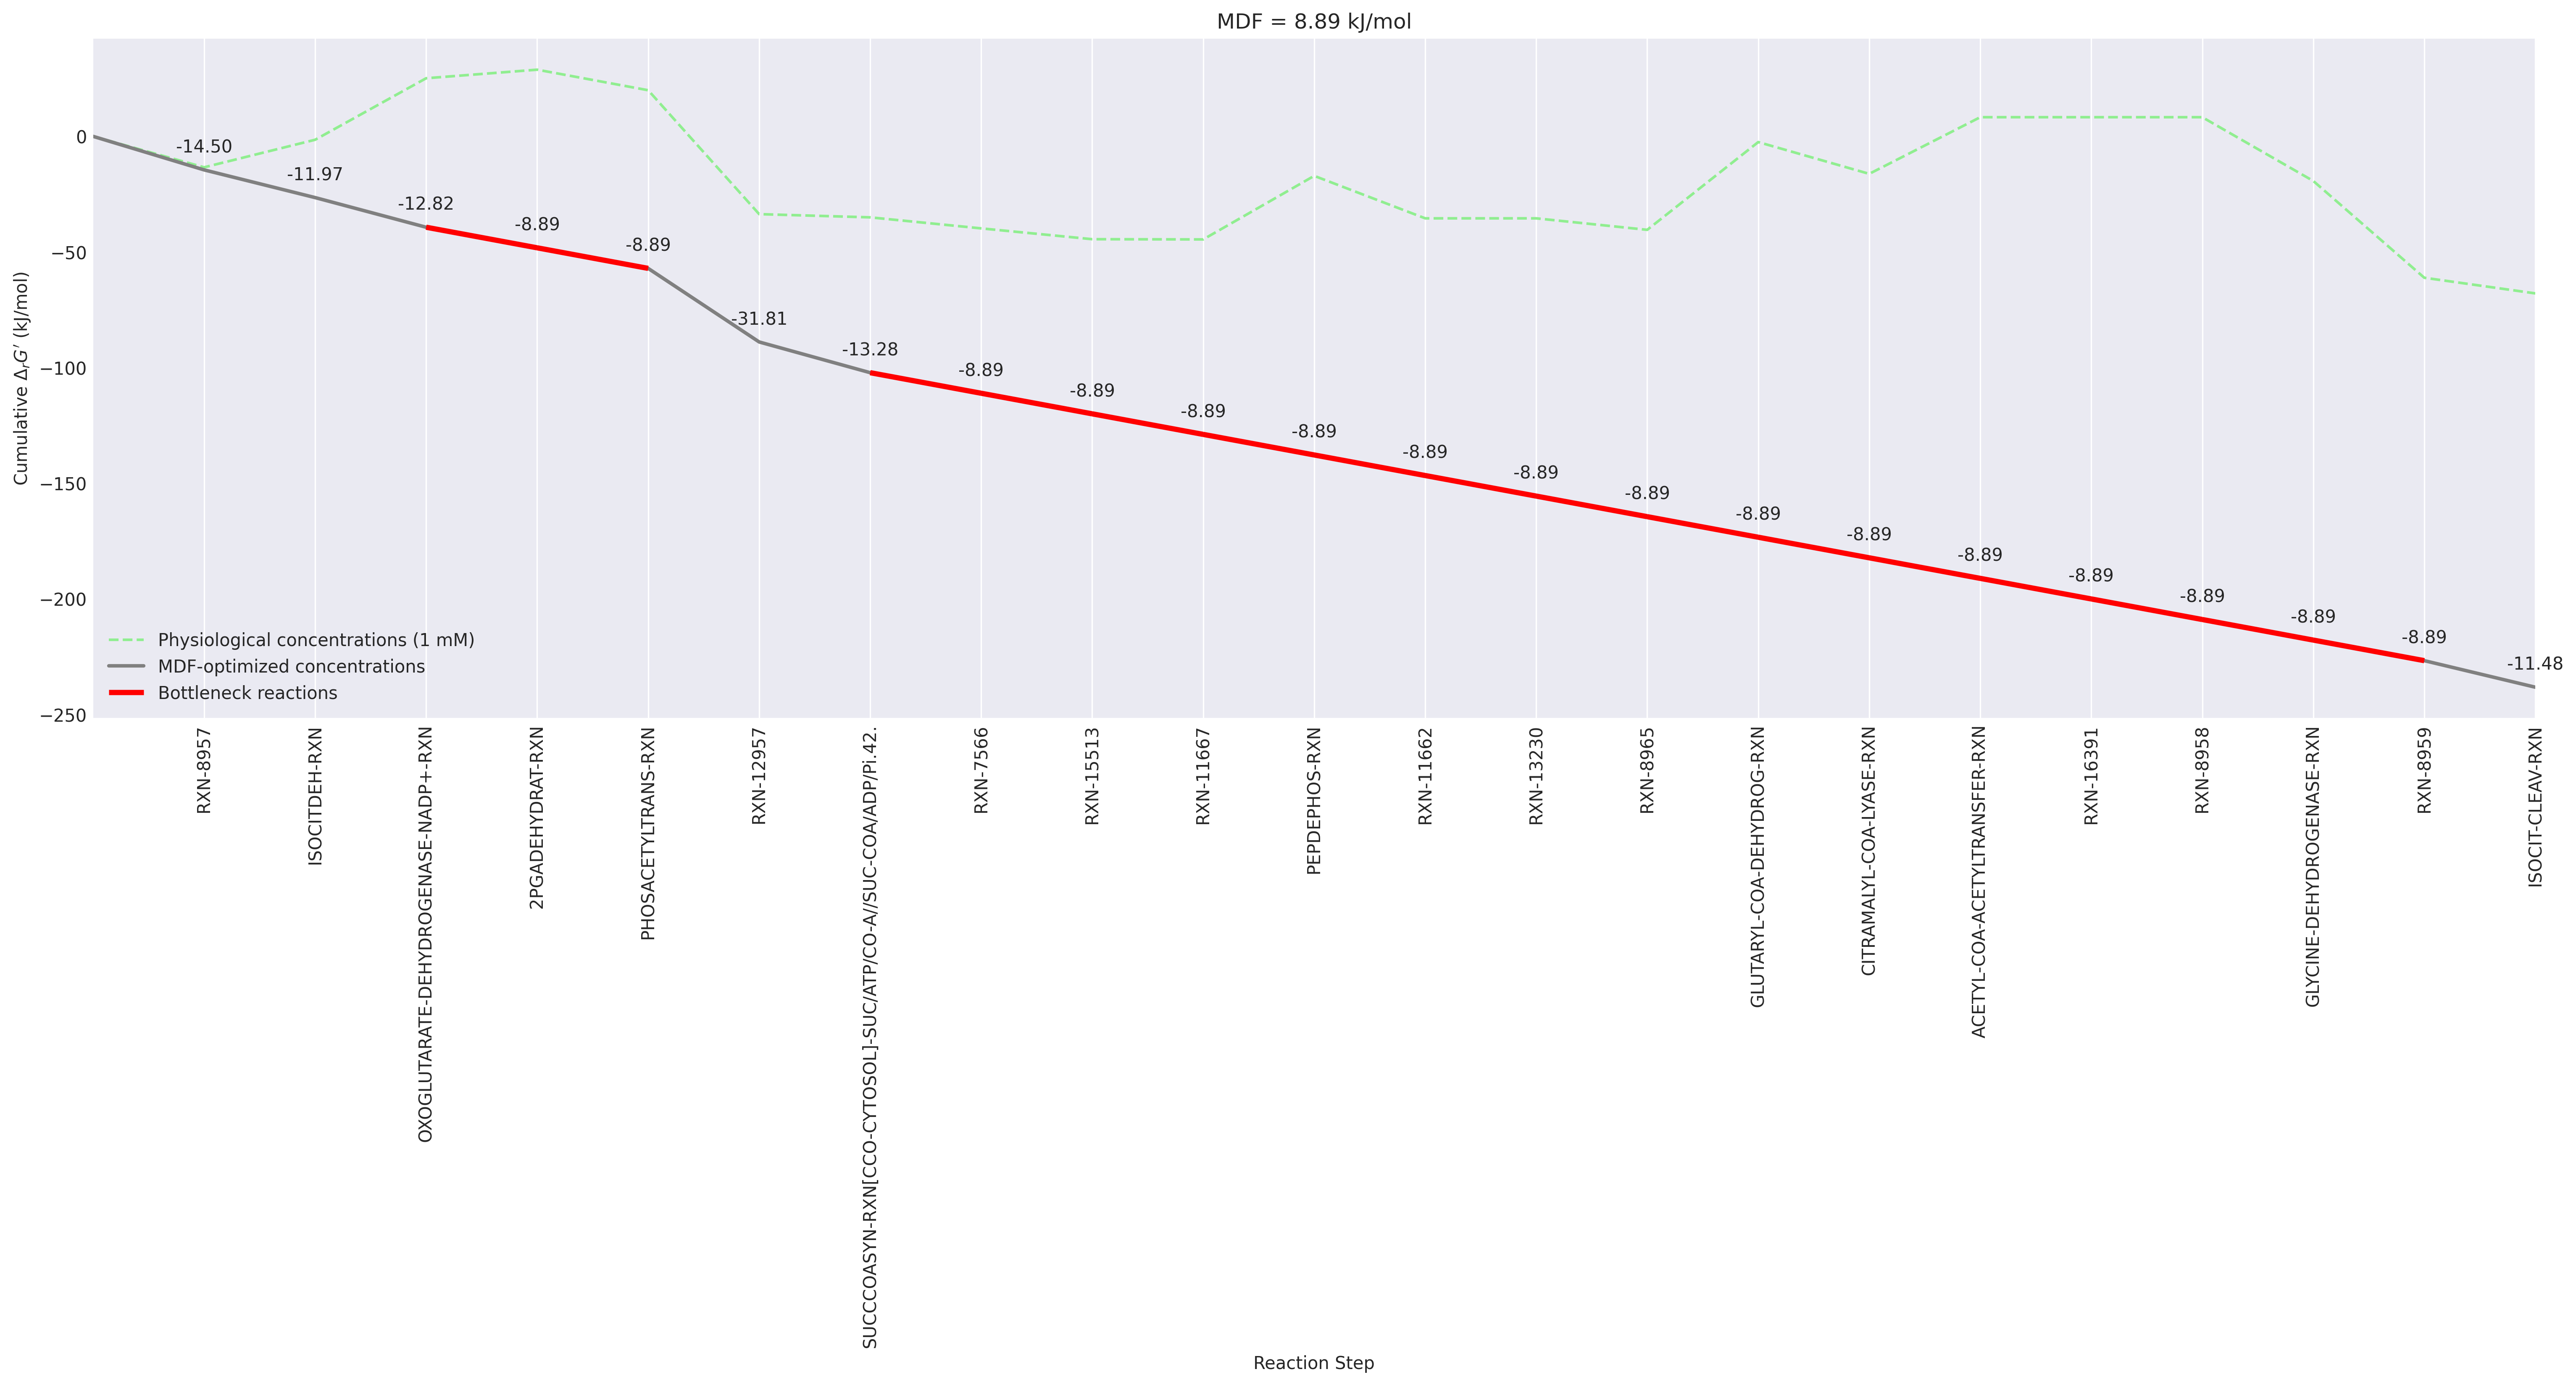 MDF = 8.89 kJ/mol
Cumulative ΔrG′ (kJ/mol)
0
−50
−100
−150
−200
−250
-14.50
-11.97
-12.82
-8.89
-8.89
-31.81
-13.28
-8.89
-8.89
-8.89
-8.89
-8.89
-8.89
-8.89
-8.89
-8.89
-8.89
-8.89
-8.89
-8.89
-8.89
-11.48
Physiological concentrations (1 mM)
MDF-optimized concentrations
Bottleneck reactions
RXN-8957
ISOCITDEH-RXN
OXOGLUTARATE-DEHYDROGENASE-NADP+-RXN
2PGADEHYDRAT-RXN
PHOSACETYLTRANS-RXN
RXN-12957
SUCCCOASYN-RXN[CCO-CYTOSOL]-SUC/ATP/CO-A//SUC-COA/ADP/Pi.42.
RXN-7566
RXN-15513
RXN-11667
PEPDEPHOS-RXN
RXN-11662
RXN-13230
RXN-8965
GLUTARYL-COA-DEHYDROG-RXN
CITRAMALYL-COA-LYASE-RXN
ACETYL-COA-ACETYLTRANSFER-RXN
RXN-16391
RXN-8958
GLYCINE-DEHYDROGENASE-RXN
RXN-8959
ISOCIT-CLEAV-RXN
Reaction Step